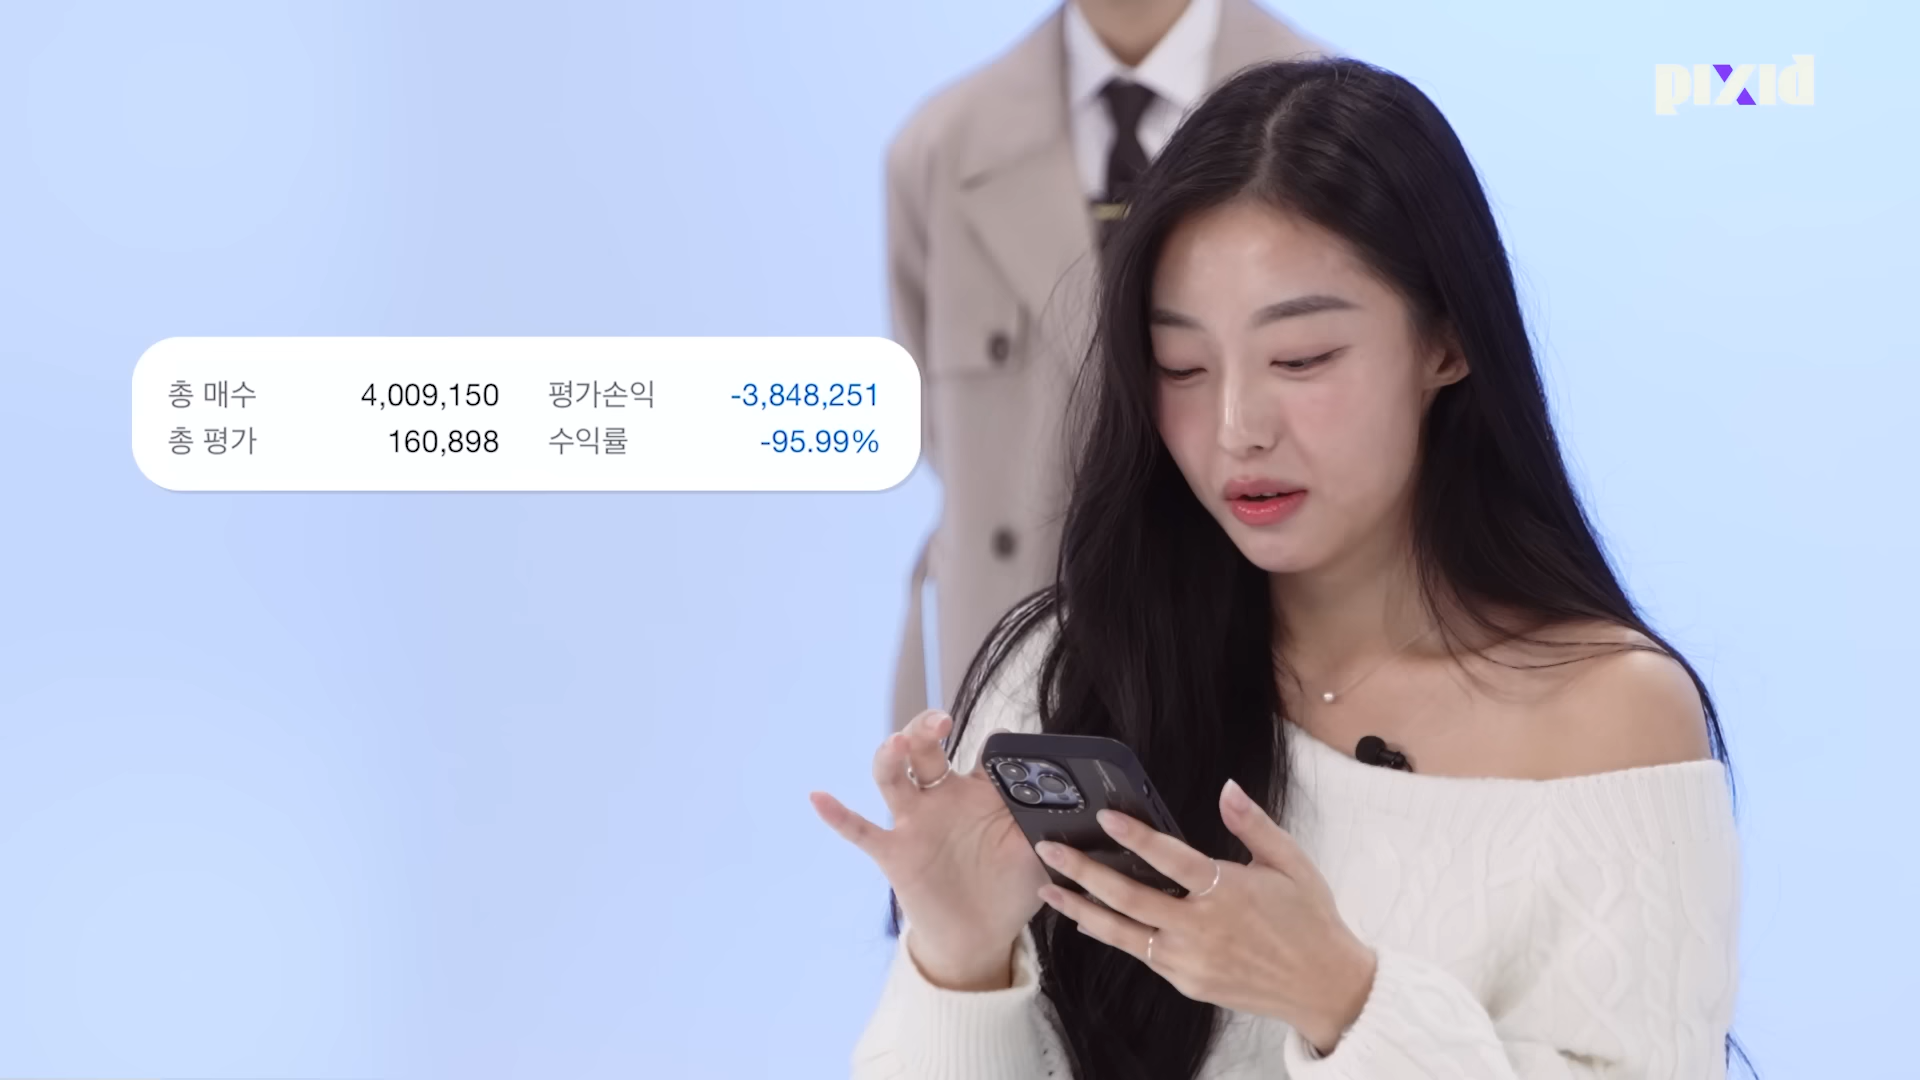 pixid
총 매수 4,009,150 평가손익 -3,848,251
총 평가 160,898 수익률 -95.99%